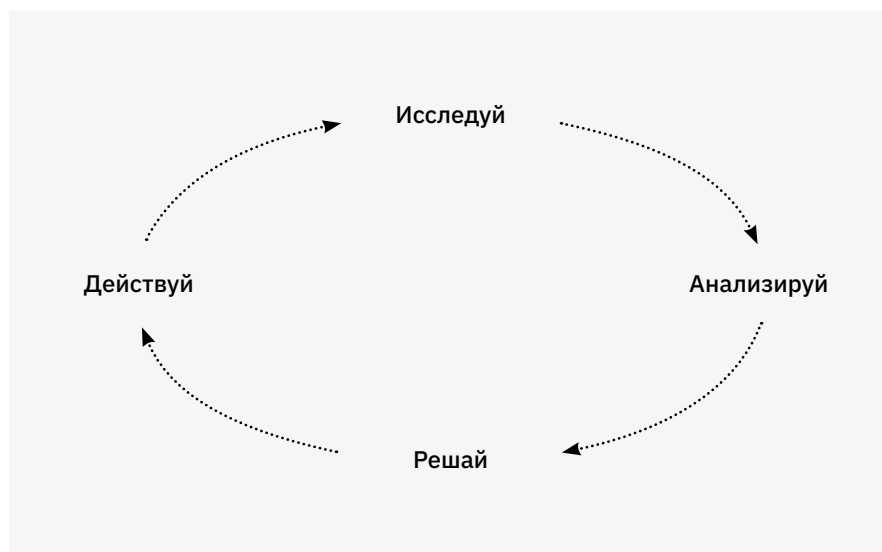 Исследуй
Действуй
Анализируй
Решай